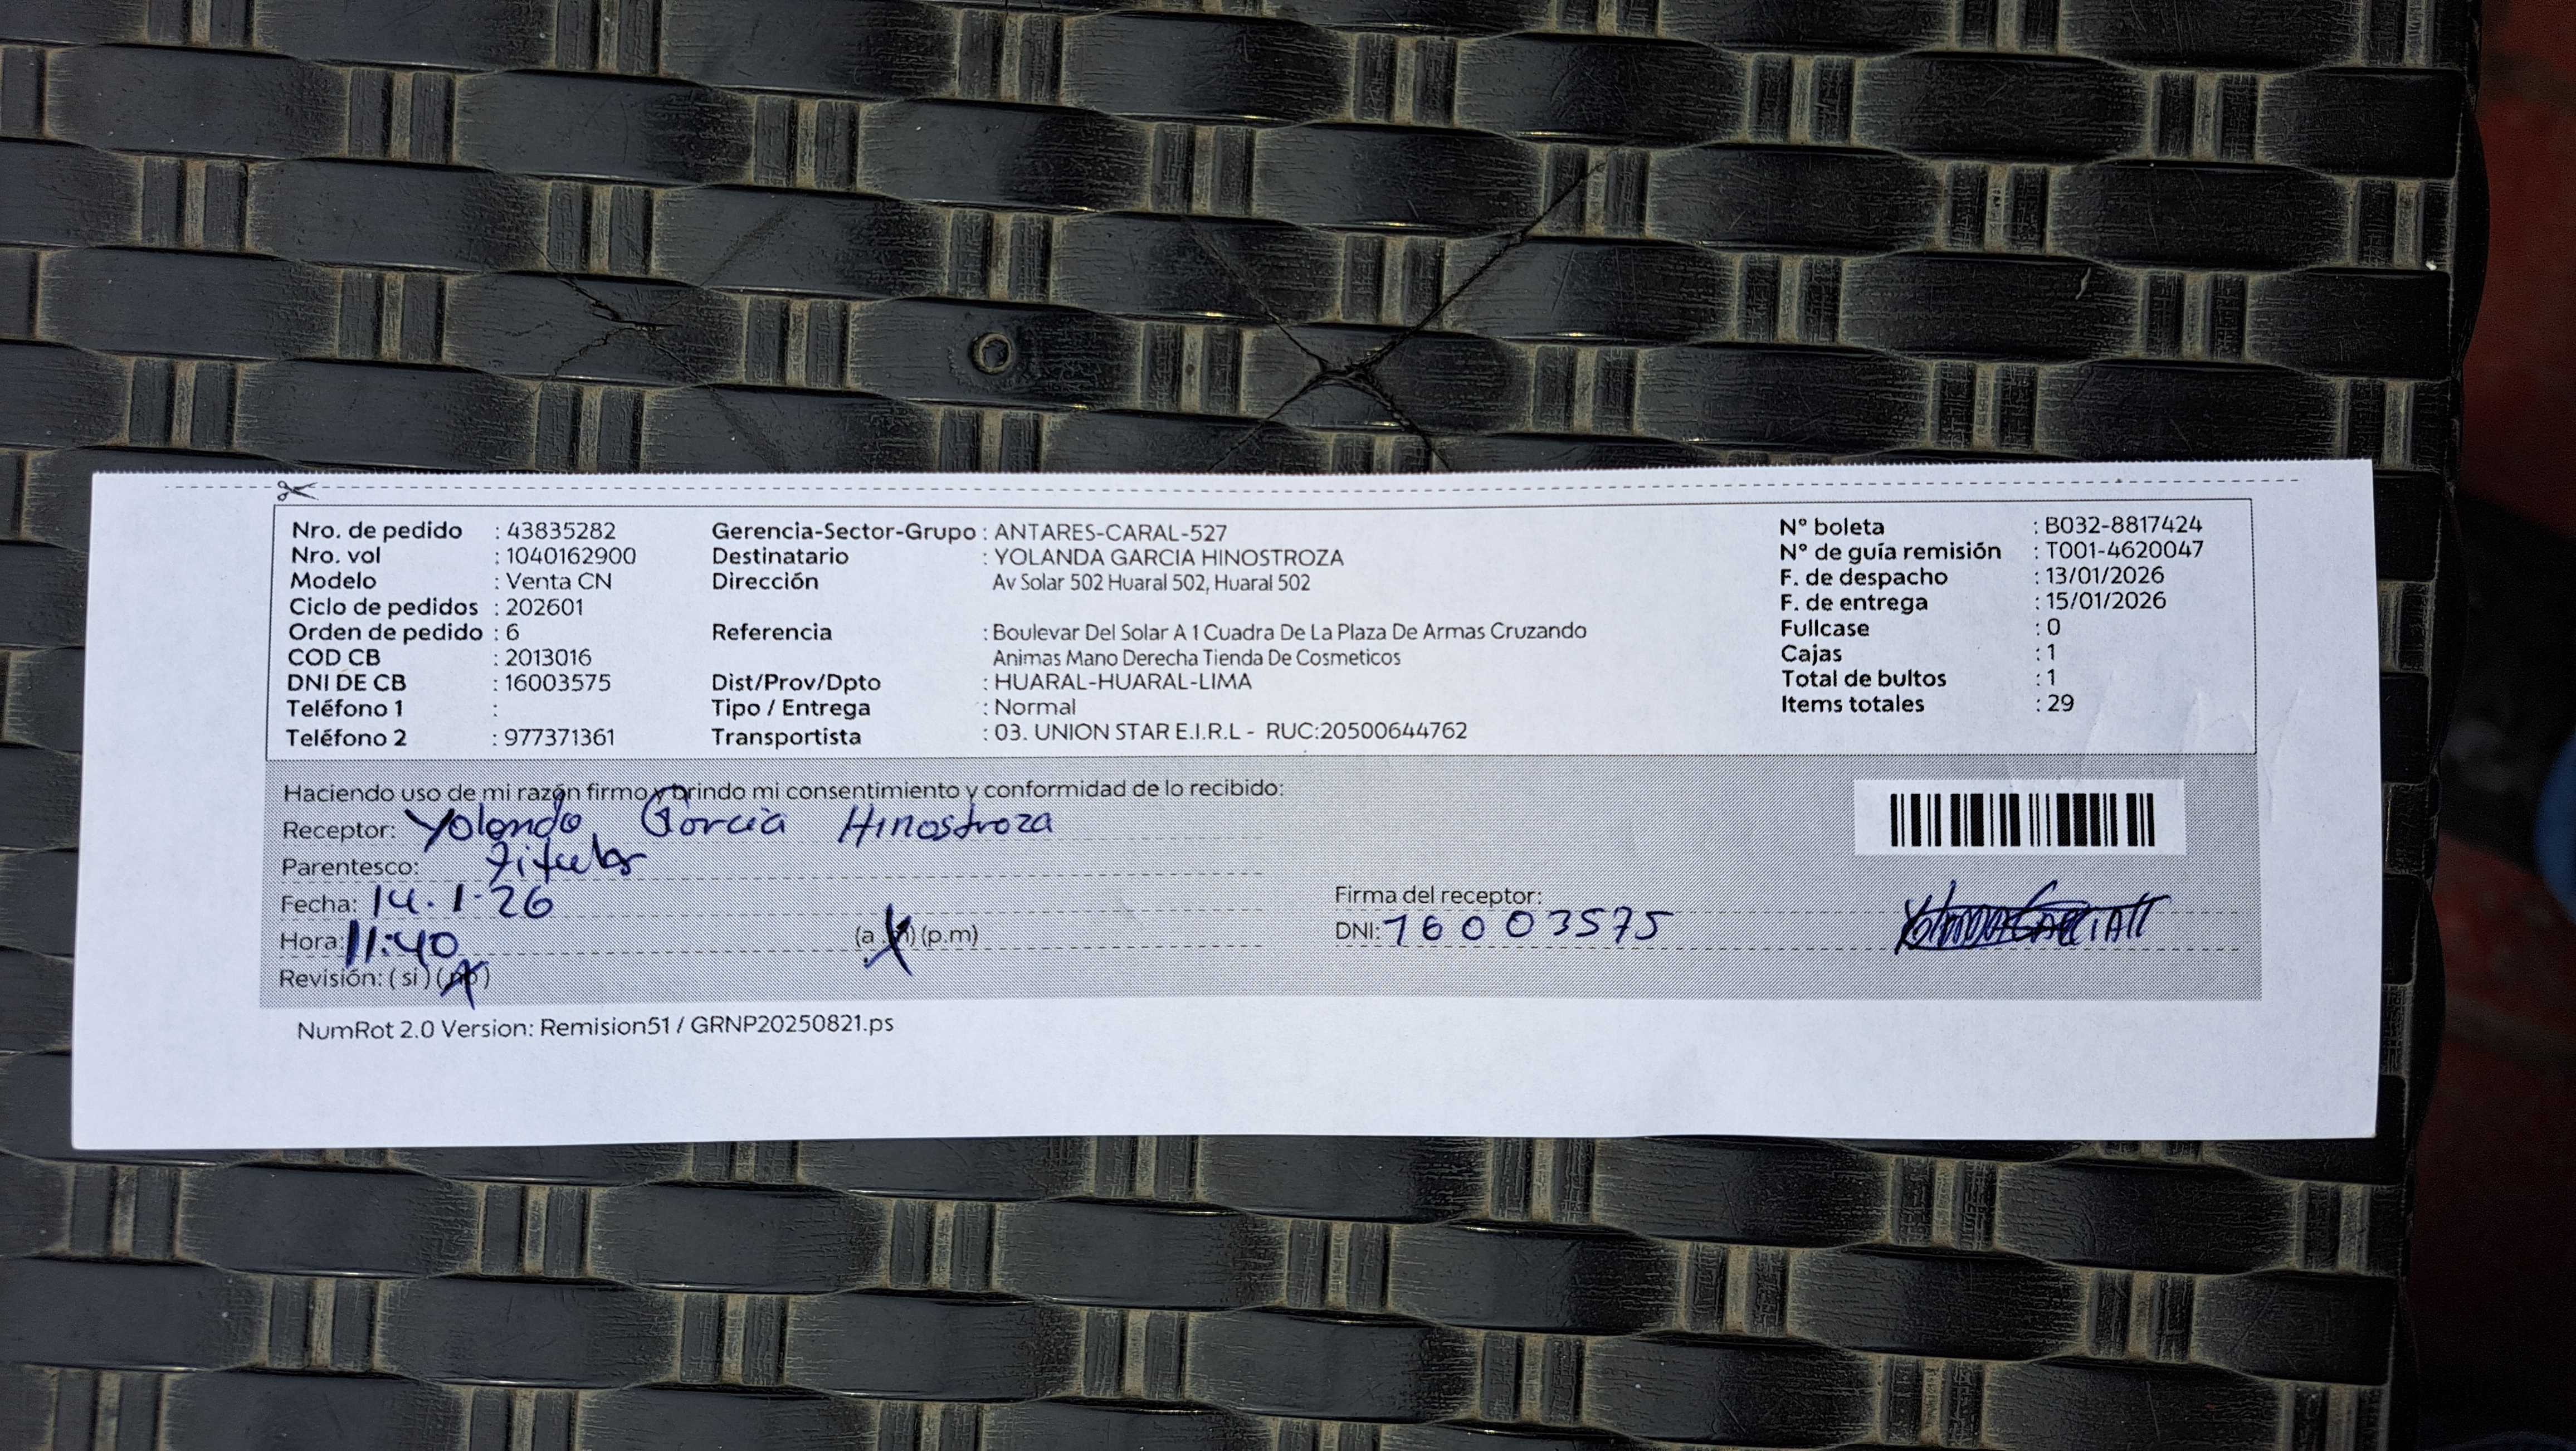 Nro. de pedido : 43835282
Nro. vol : 1040162900
Modelo : Venta CN
Ciclo de pedidos : 202601
Orden de pedido : 6
COD CB : 2013016
DNI DE CB : 16003575
Teléfono 1 :
Teléfono 2 : 977371361
Gerencia-Sector-Grupo : ANTARES-CARAL-527
Destinatario : YOLANDA GARCIA HINOSTROZA
Dirección Av Solar 502 Huaral 502, Huaral 502
Referencia : Boulevar Del Solar A 1 Cuadra De La Plaza De Armas Cruzando
Animas Mano Derecha Tienda De Cosmeticos
Dist/Prov/Dpto : HUARAL-HUARAL-LIMA
Tipo / Entrega : Normal
Transportista : 03. UNION STAR E.I.R.L - RUC:20500644762
N° boleta : B032-8817424
N° de guía remisión : T001-4620047
F. de despacho : 13/01/2026
F. de entrega : 15/01/2026
Fullcase : 0
Cajas : 1
Total de bultos : 1
Items totales : 29
Haciendo uso de mi razón firmo y brindo mi consentimiento y conformidad de lo recibido:
Receptor: Yolanda Garcia Hinostroza
Parentesco: Titular
Fecha: 14.1.26
Hora: 11:40 (a.m) (p.m)
Revisión: ( si ) ( no )
Firma del receptor:
DNI: 16003575
NumRot 2.0 Version: Remision51 / GRNP20250821.ps